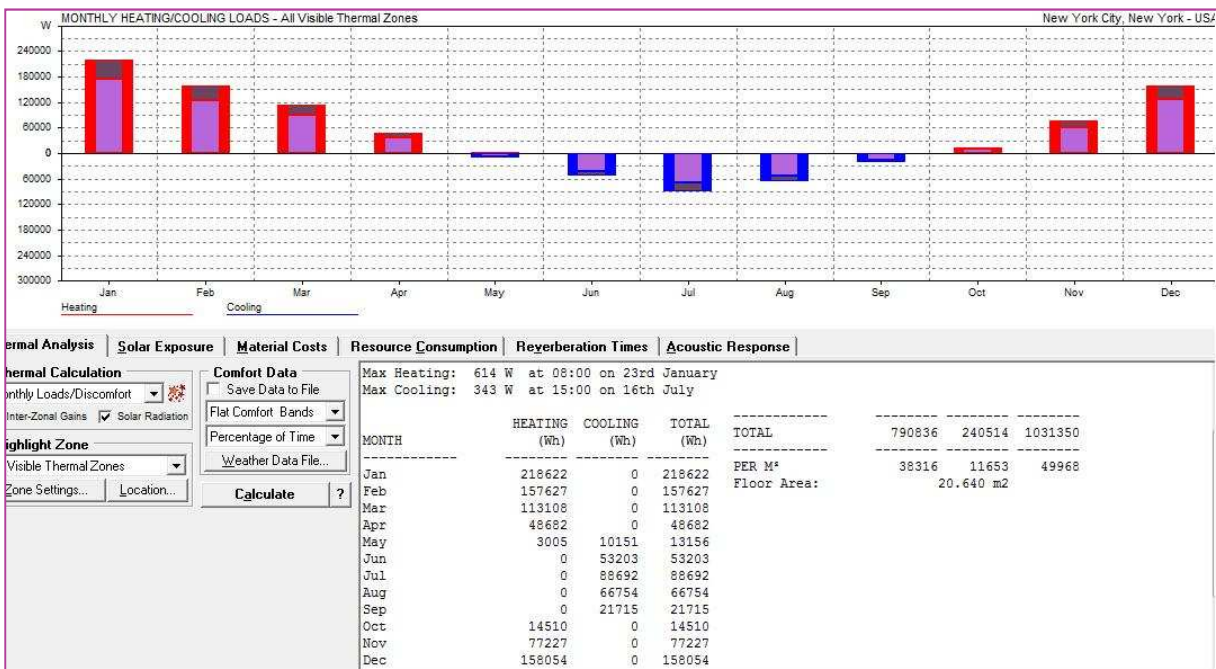 MONTHLY HEATING/COOLING LOADS - All Visible Thermal Zones New York City, New York - USA
W
240000
180000
120000
60000
0
60000
120000
180000
240000
300000
Jan Feb Mar Apr May Jun Jul Aug Sep Oct Nov Dec
Heating Cooling
ermal Analysis Solar Exposure Material Costs Resource Consumption Reverberation Times Acoustic Response
hermal Calculation
onthly Loads/Discomfort
Inter-Zonal Gains Solar Radiation
ighlight Zone
Visible Thermal Zones
Zone Settings... Location...
Comfort Data
Save Data to File
Flat Comfort Bands
Percentage of Time
Weather Data File...
Calculate ?
Max Heating: 614 W at 08:00 on 23rd January
Max Cooling: 343 W at 15:00 on 16th July
HEATING COOLING TOTAL
MONTH (Wh) (Wh) (Wh)
Jan 218622 0 218622
Feb 157627 0 157627
Mar 113108 0 113108
Apr 48682 0 48682
May 3005 10151 13156
Jun 0 53203 53203
Jul 0 88692 88692
Aug 0 66754 66754
Sep 0 21715 21715
Oct 14510 0 14510
Nov 77227 0 77227
Dec 158054 0 158054
TOTAL 790836 240514 1031350
PER M² 38316 11653 49968
Floor Area: 20.640 m2